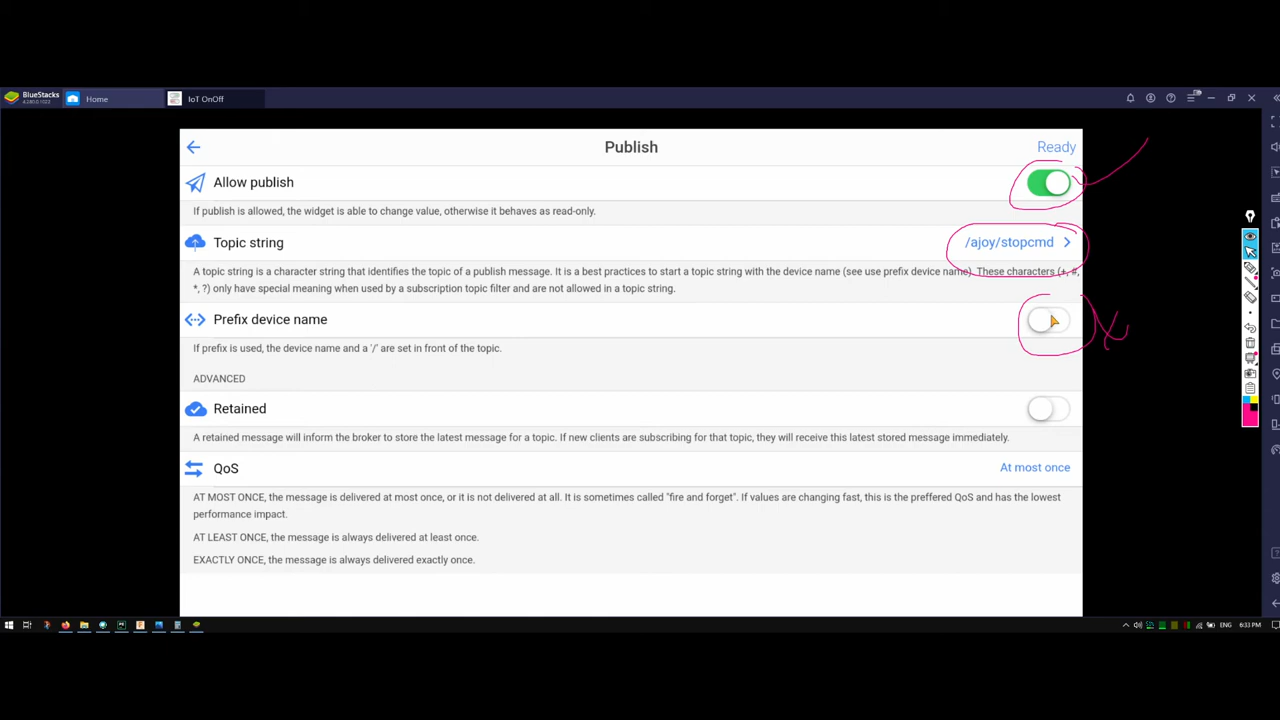 BlueStacks
4.280.0.1022
Home
IoT OnOff
Publish
Ready
Allow publish
If publish is allowed, the widget is able to change value, otherwise it behaves as read-only.
Topic string
/ajoy/stopcmd
A topic string is a character string that identifies the topic of a publish message. It is a best practices to start a topic string with the device name (see use prefix device name). These characters (+, #,
*, ?) only have special meaning when used by a subscription topic filter and are not allowed in a topic string.
Prefix device name
If prefix is used, the device name and a '/' are set in front of the topic.
ADVANCED
Retained
A retained message will inform the broker to store the latest message for a topic. If new clients are subscribing for that topic, they will receive this latest stored message immediately.
QoS
At most once
AT MOST ONCE, the message is delivered at most once, or it is not delivered at all. It is sometimes called "fire and forget". If values are changing fast, this is the preffered QoS and has the lowest
performance impact.
AT LEAST ONCE, the message is always delivered at least once.
EXACTLY ONCE, the message is always delivered exactly once.
ENG
6:33 PM